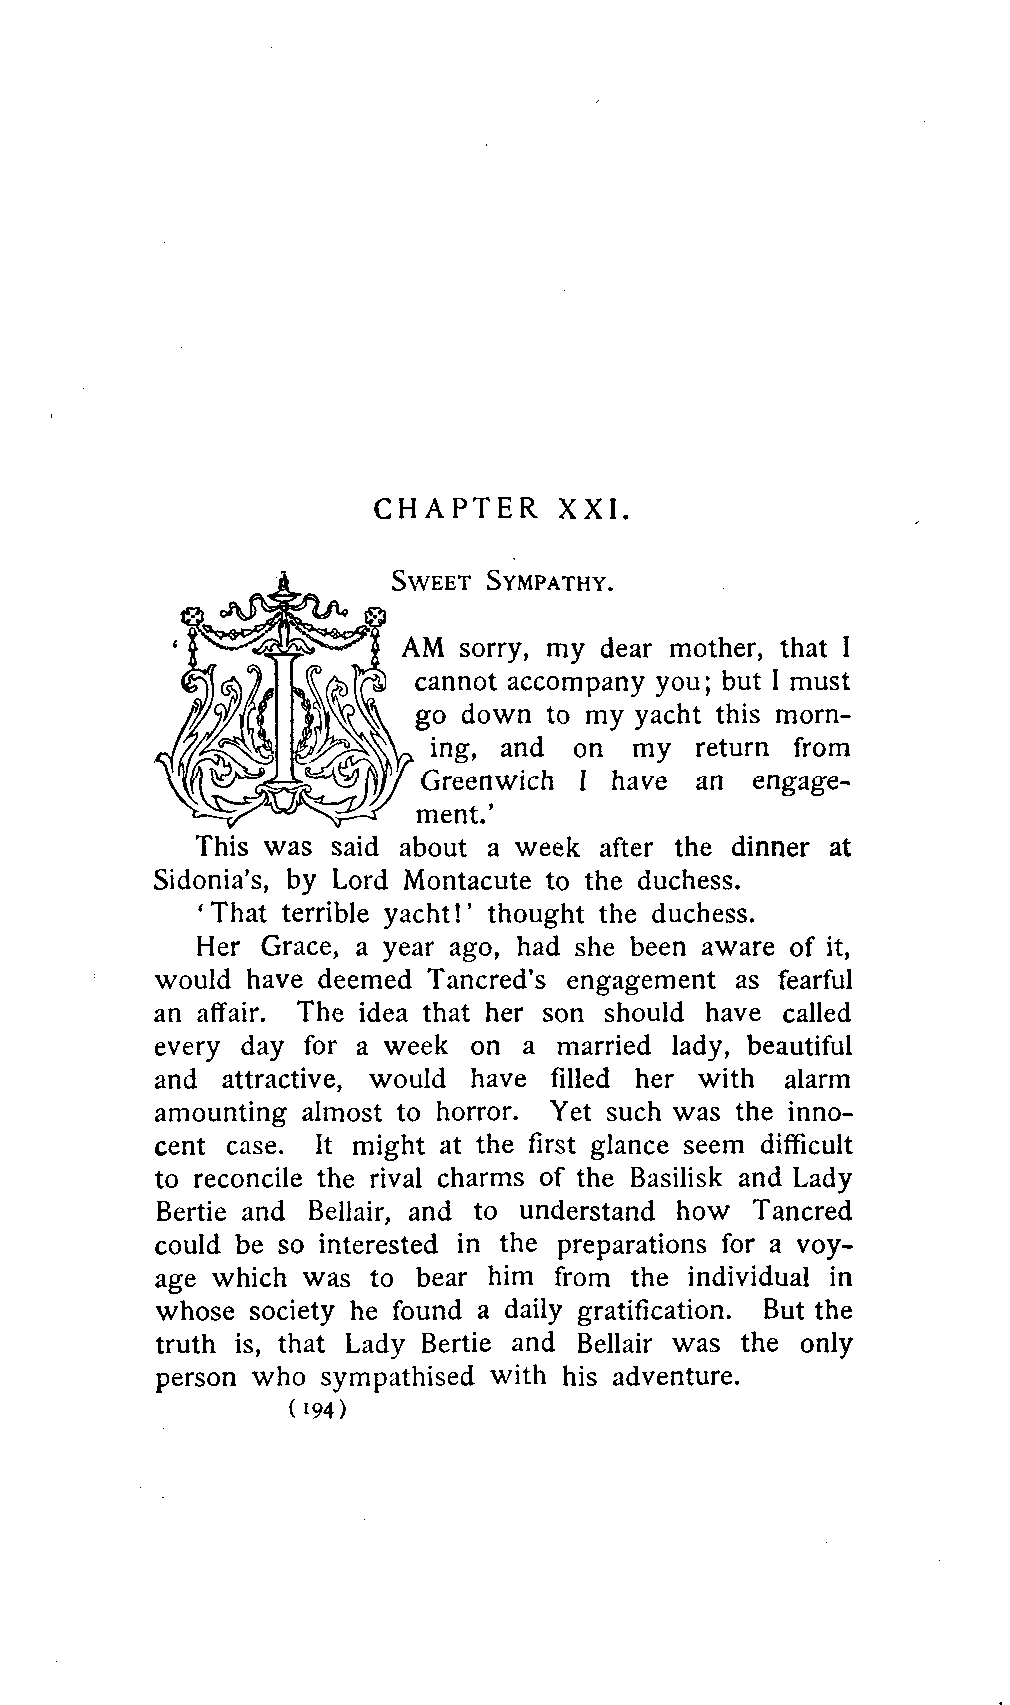 CHAPTER XXI.
SWEET SYMPATHY.
‘I AM sorry, my dear mother, that I
cannot accompany you; but I must
go down to my yacht this morn-
ing, and on my return from
Greenwich I have an engage-
ment.’
This was said about a week after the dinner at
Sidonia’s, by Lord Montacute to the duchess.
‘That terrible yacht!’ thought the duchess.
Her Grace, a year ago, had she been aware of it,
would have deemed Tancred’s engagement as fearful
an affair. The idea that her son should have called
every day for a week on a married lady, beautiful
and attractive, would have filled her with alarm
amounting almost to horror. Yet such was the inno-
cent case. It might at the first glance seem difficult
to reconcile the rival charms of the Basilisk and Lady
Bertie and Bellair, and to understand how Tancred
could be so interested in the preparations for a voy-
age which was to bear him from the individual in
whose society he found a daily gratification. But the
truth is, that Lady Bertie and Bellair was the only
person who sympathised with his adventure.
(194)